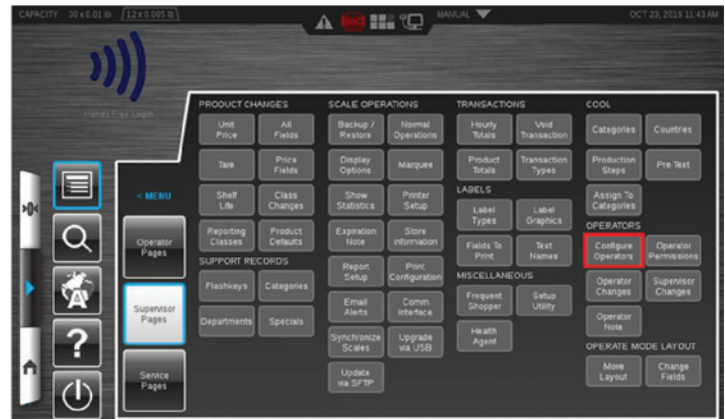 CAPACITY 30 x 0.01 lb 12 x 0.005 lb MANUAL OCT 23, 2019 11:43 AM
Hands Free Login
< MENU
Operator
Pages
Supervisor
Pages
Service
Pages
PRODUCT CHANGES
Unit
Price
All
Fields
Tare
Price
Fields
Shelf
Life
Class
Changes
Reporting
Classes
Product
Defaults
SUPPORT RECORDS
Flashkeys
Categories
Departments
Specials
SCALE OPERATIONS
Backup /
Restore
Normal
Operations
Display
Options
Marquee
Show
Statistics
Printer
Setup
Expiration
Note
Store
Information
Report
Setup
Print
Configuration
Email
Alerts
Comm
Interface
Synchronize
Scales
Upgrade
via USB
Update
via SFTP
TRANSACTIONS
Hourly
Totals
Void
Transaction
Product
Totals
Transaction
Types
LABELS
Label
Types
Label
Graphics
Fields To
Print
Text
Names
MISCELLANEOUS
Frequent
Shopper
Setup
Utility
Health
Agent
COOL
Categories
Countries
Production
Steps
Pre-Text
Assign To
Categories
OPERATORS
Configure
Operators
Operator
Permissions
Operator
Changes
Supervisor
Changes
Operator
Note
OPERATE MODE LAYOUT
Move
Layout
Change
Fields